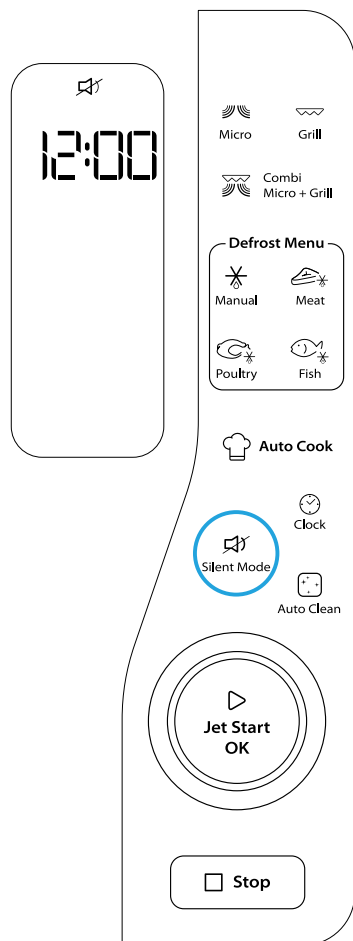 12:00
Micro
Grill
Combi
Micro + Grill
Defrost Menu
Manual
Meat
Poultry
Fish
Auto Cook
Clock
Silent Mode
Auto Clean
Jet Start
OK
Stop